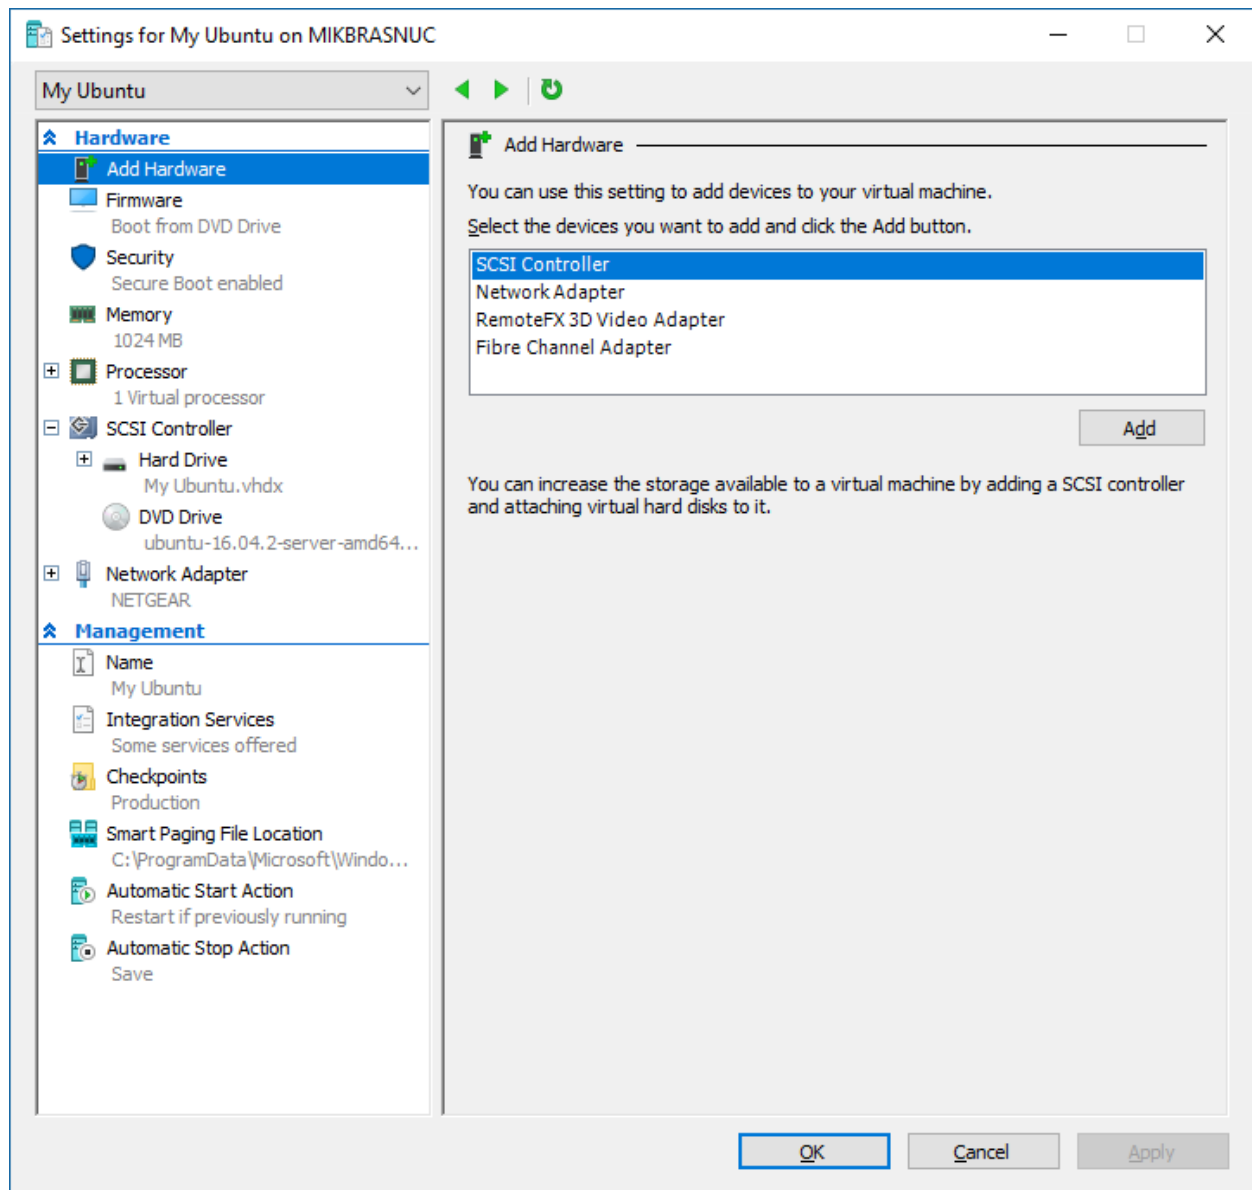 Settings for My Ubuntu on MIKBRASNUC
My Ubuntu
Hardware
Add Hardware
Firmware
Boot from DVD Drive
Security
Secure Boot enabled
Memory
1024 MB
Processor
1 Virtual processor
SCSI Controller
Hard Drive
My Ubuntu.vhdx
DVD Drive
ubuntu-16.04.2-server-amd64...
Network Adapter
NETGEAR
Management
Name
My Ubuntu
Integration Services
Some services offered
Checkpoints
Production
Smart Paging File Location
C:\ProgramData\Microsoft\Windo...
Automatic Start Action
Restart if previously running
Automatic Stop Action
Save
Add Hardware
You can use this setting to add devices to your virtual machine.
Select the devices you want to add and click the Add button.
SCSI Controller
Network Adapter
RemoteFX 3D Video Adapter
Fibre Channel Adapter
Add
You can increase the storage available to a virtual machine by adding a SCSI controller
and attaching virtual hard disks to it.
OK
Cancel
Apply